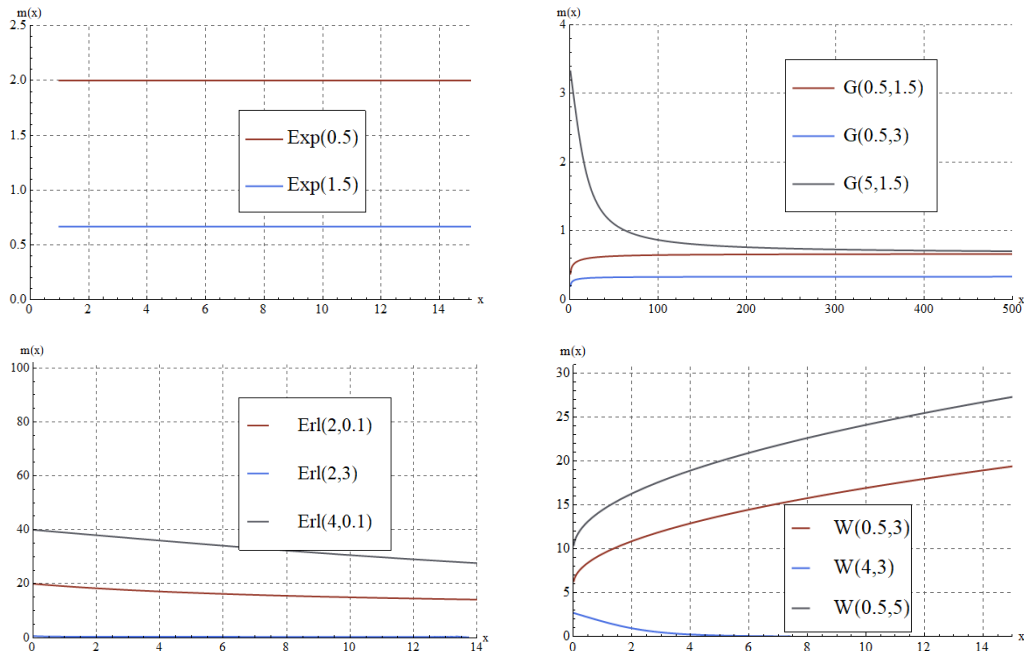 m(x)
2.5
2.0
1.5
1.0
0.5
0.0
0 2 4 6 8 10 12 14 x
Exp(0.5)
Exp(1.5)
m(x)
4
3
2
1
0
0 100 200 300 400 500 x
G(0.5,1.5)
G(0.5,3)
G(5,1.5)
m(x)
100
80
60
40
20
0
0 2 4 6 8 10 12 14 x
Erl(2,0.1)
Erl(2,3)
Erl(4,0.1)
m(x)
30
25
20
15
10
5
0
0 2 4 6 8 10 12 14 x
W(0.5,3)
W(4,3)
W(0.5,5)